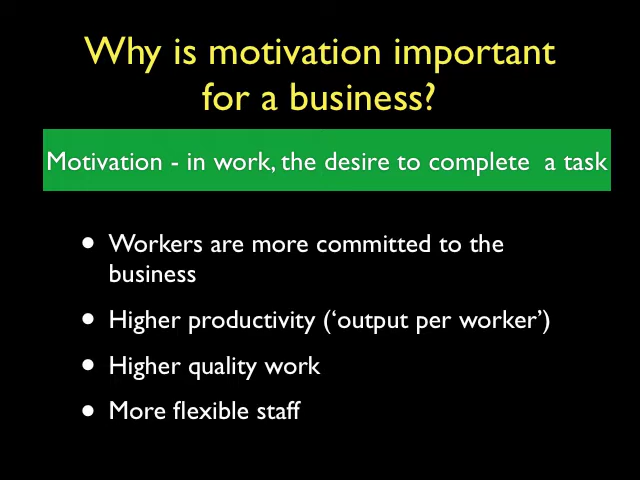 Why is motivation important
for a business?
Motivation - in work, the desire to complete  a task
• Workers are more committed to the
business
• Higher productivity (‘output per worker’)
• Higher quality work
• More flexible staff